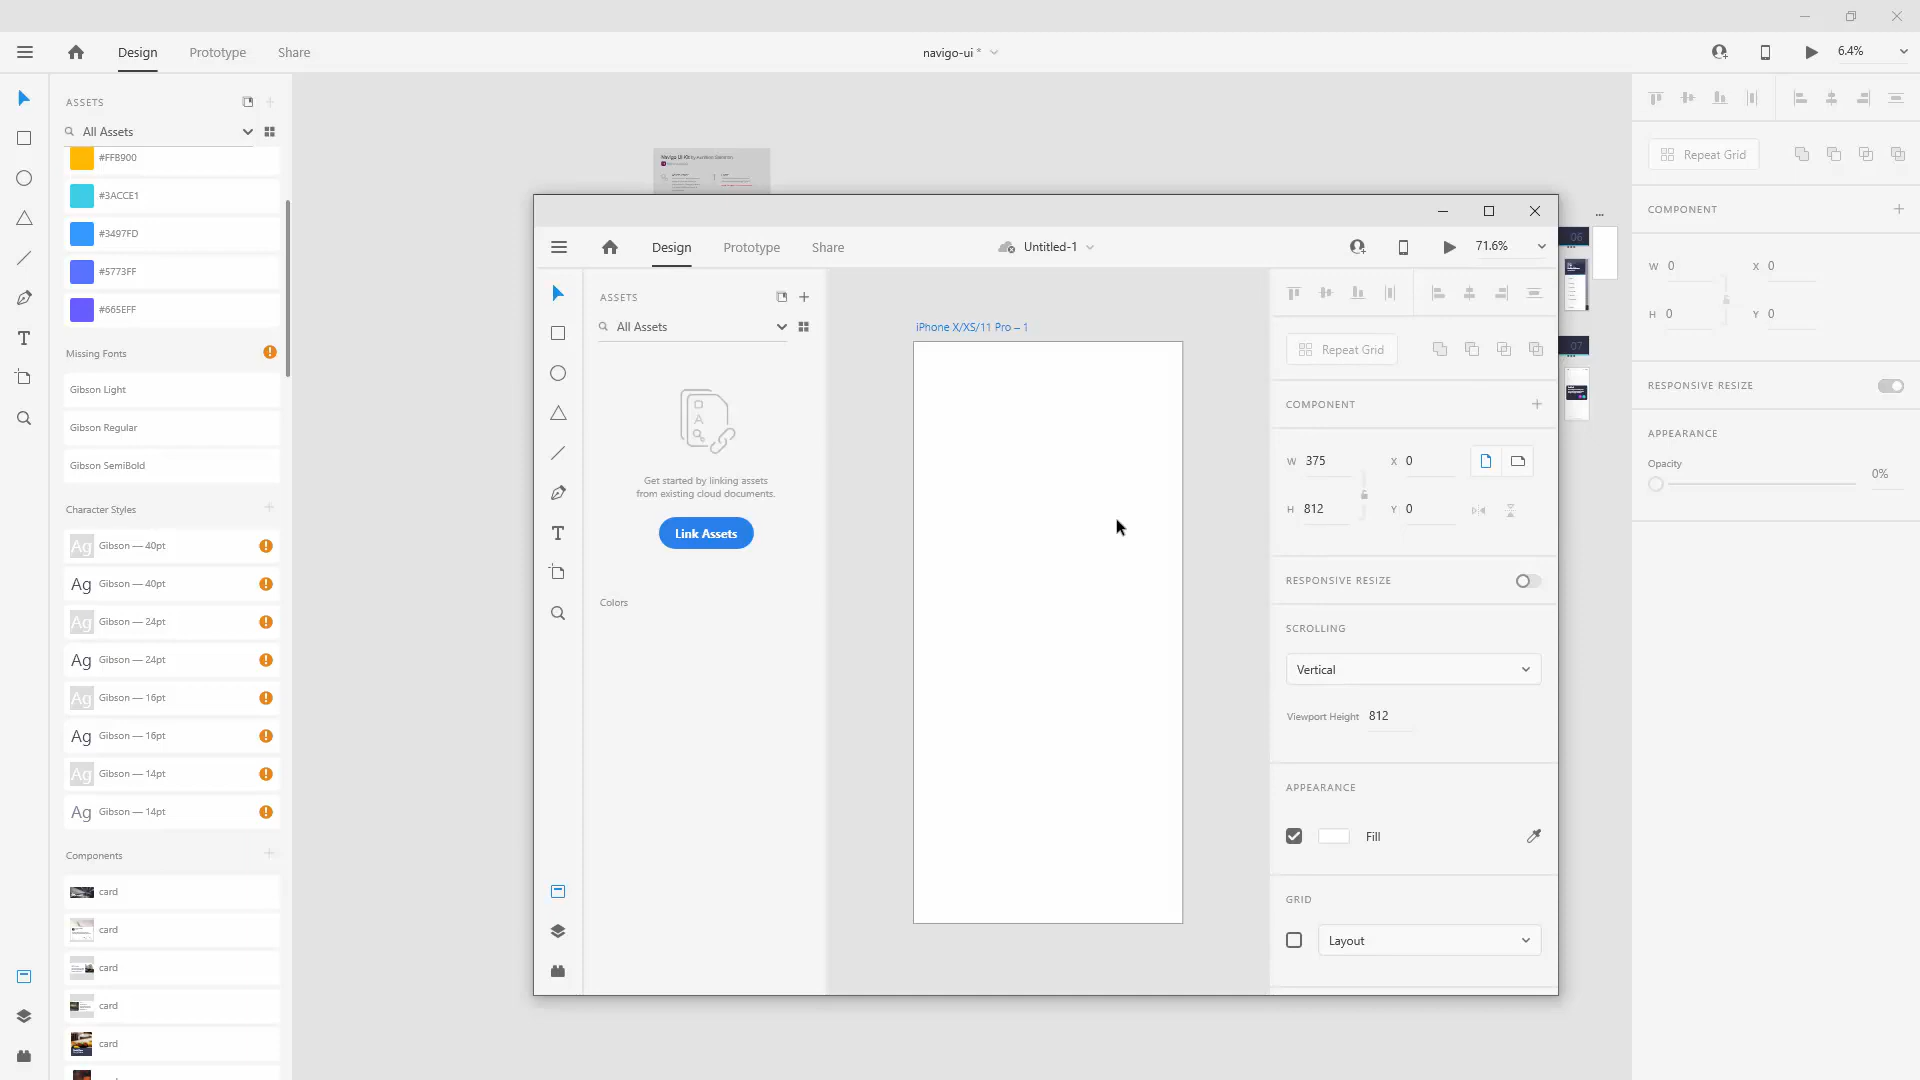 Design
Prototype
Share
navigo-ui *
6.4%
ASSETS
All Assets
#FFB900
#3ACCE1
#3497FD
#5773FF
#665EFF
Missing Fonts
Gibson Light
Gibson Regular
Gibson SemiBold
Character Styles
Ag Gibson — 40pt
Ag Gibson — 40pt
Ag Gibson — 24pt
Ag Gibson — 24pt
Ag Gibson — 16pt
Ag Gibson — 16pt
Ag Gibson — 14pt
Ag Gibson — 14pt
Components
card
card
card
card
card
Navigo UI Kit
Design
Prototype
Share
Untitled-1
71.6%
ASSETS
All Assets
Get started by linking assets
from existing cloud documents.
Link Assets
Colors
iPhone X/XS/11 Pro – 1
Repeat Grid
COMPONENT
W 375
X 0
H 812
Y 0
RESPONSIVE RESIZE
SCROLLING
Vertical
Viewport Height 812
APPEARANCE
Fill
GRID
Layout
...
06
07
Repeat Grid
COMPONENT
W 0
X 0
H 0
Y 0
RESPONSIVE RESIZE
APPEARANCE
Opacity
0%